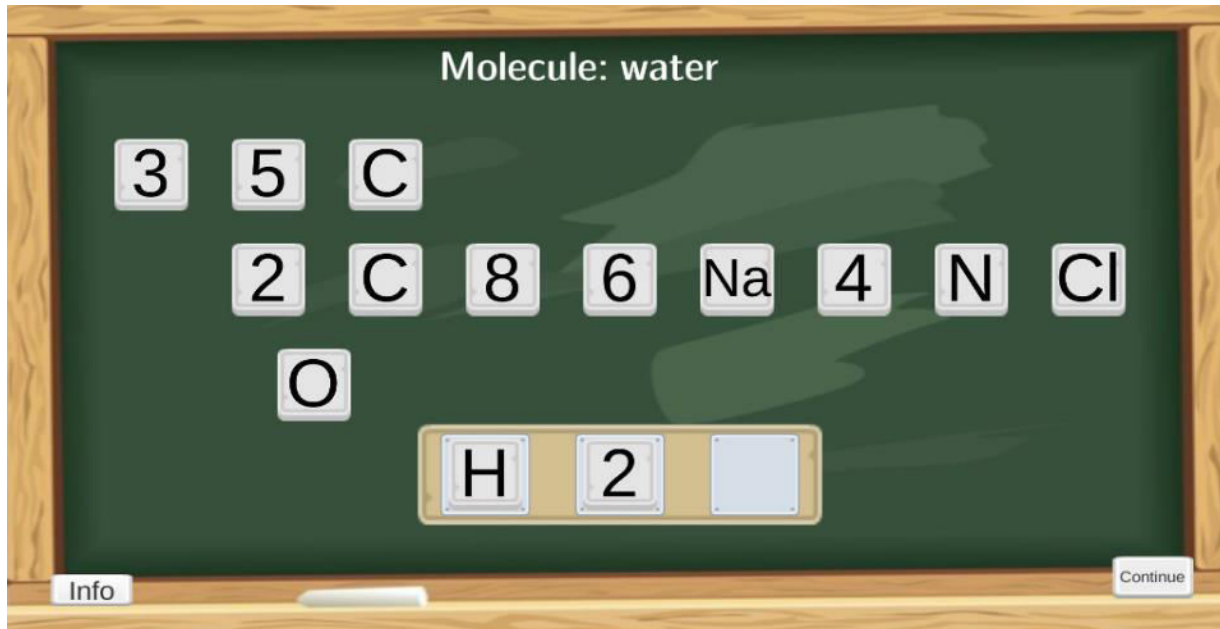 Molecule: water
3 5 C
2 C 8 6 Na 4 N Cl
O
H 2
Info
Continue